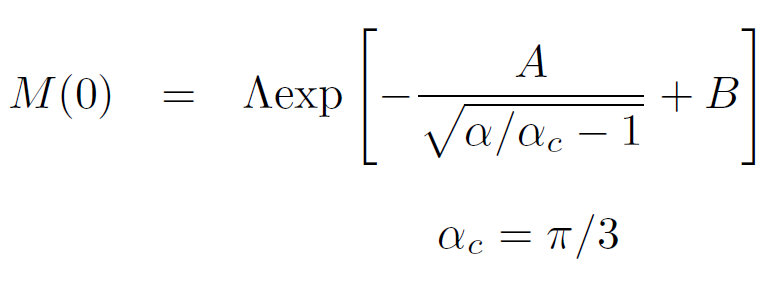 M(0) = Λexp [ − A / √(α/α_c − 1) + B ]
α_c = π/3